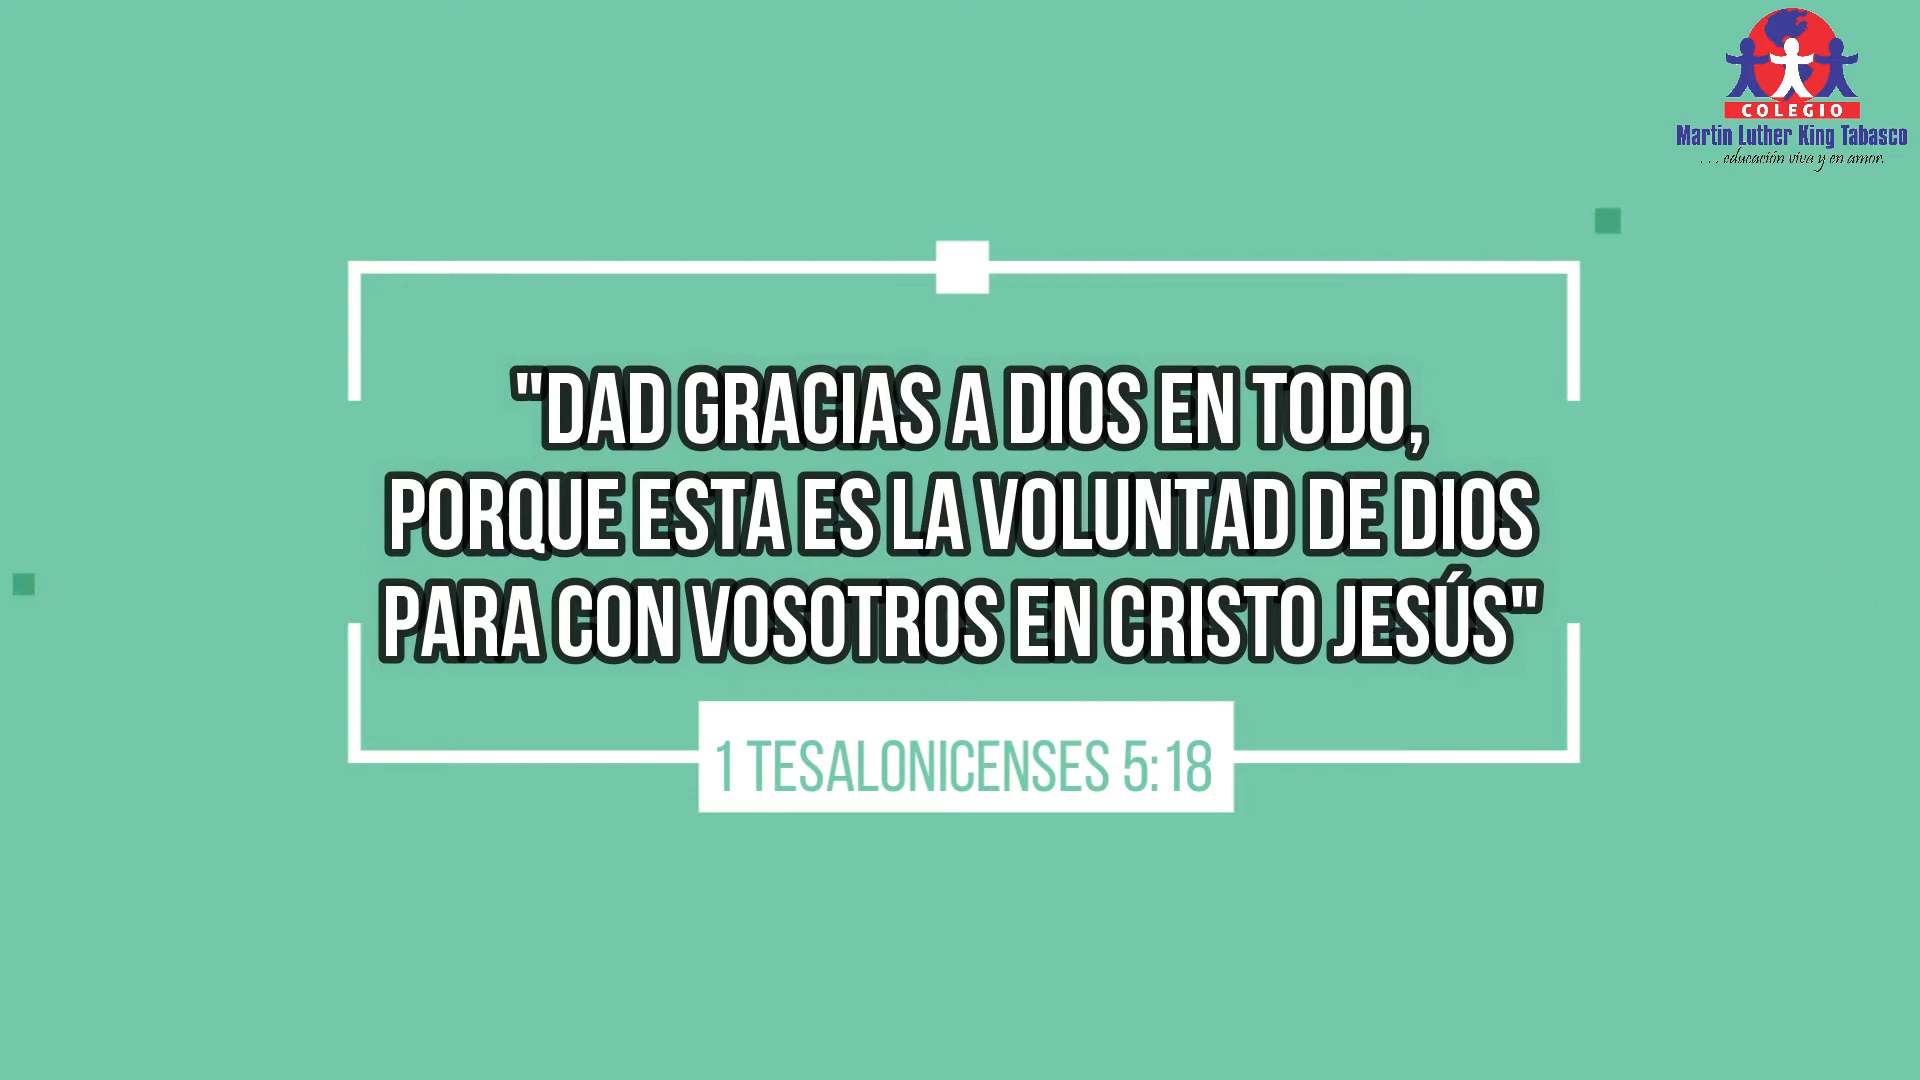 COLEGIO
Martin Luther King Tabasco
... educación viva y en amor.
"DAD GRACIAS A DIOS EN TODO,
PORQUE ESTA ES LA VOLUNTAD DE DIOS
PARA CON VOSOTROS EN CRISTO JESÚS"
1 TESALONICENSES 5:18